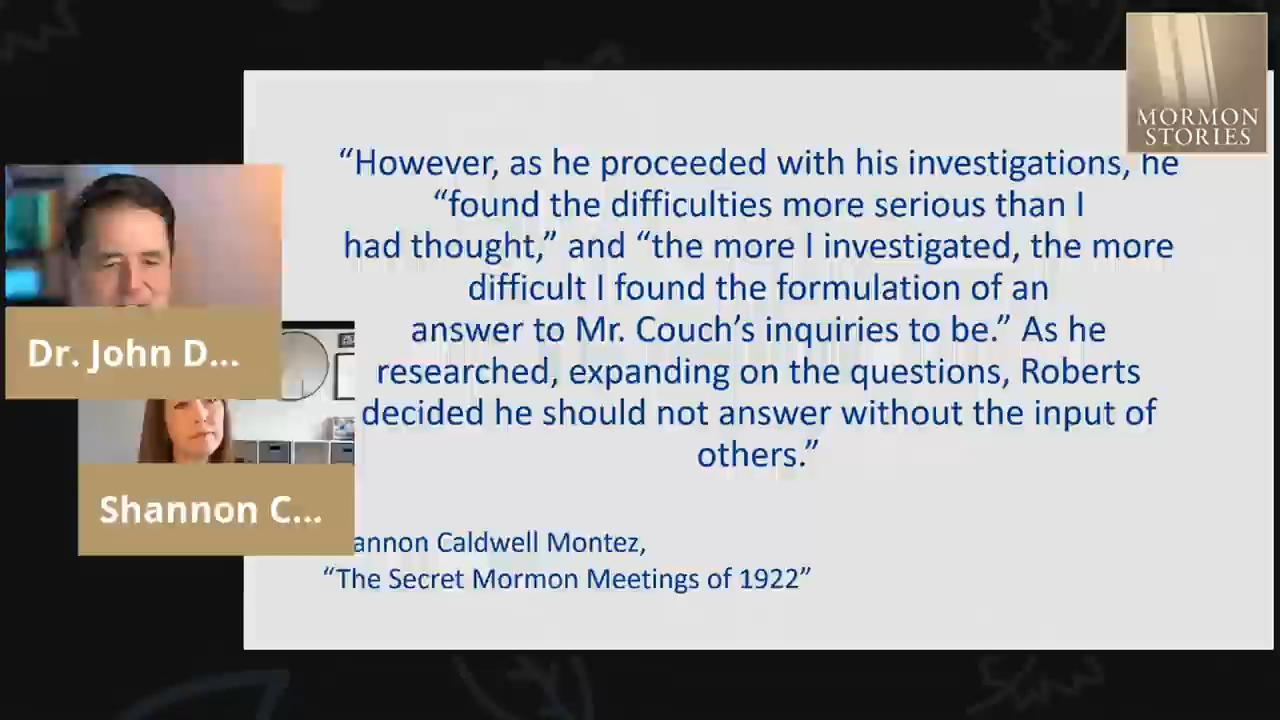 MORMON
STORIES
“However, as he proceeded with his investigations, he
“found the difficulties more serious than I
had thought,” and “the more I investigated, the more
difficult I found the formulation of an
answer to Mr. Couch’s inquiries to be.” As he
researched, expanding on the questions, Roberts
decided he should not answer without the input of
others.”
Dr. John D...
Shannon C...
annon Caldwell Montez,
“The Secret Mormon Meetings of 1922”